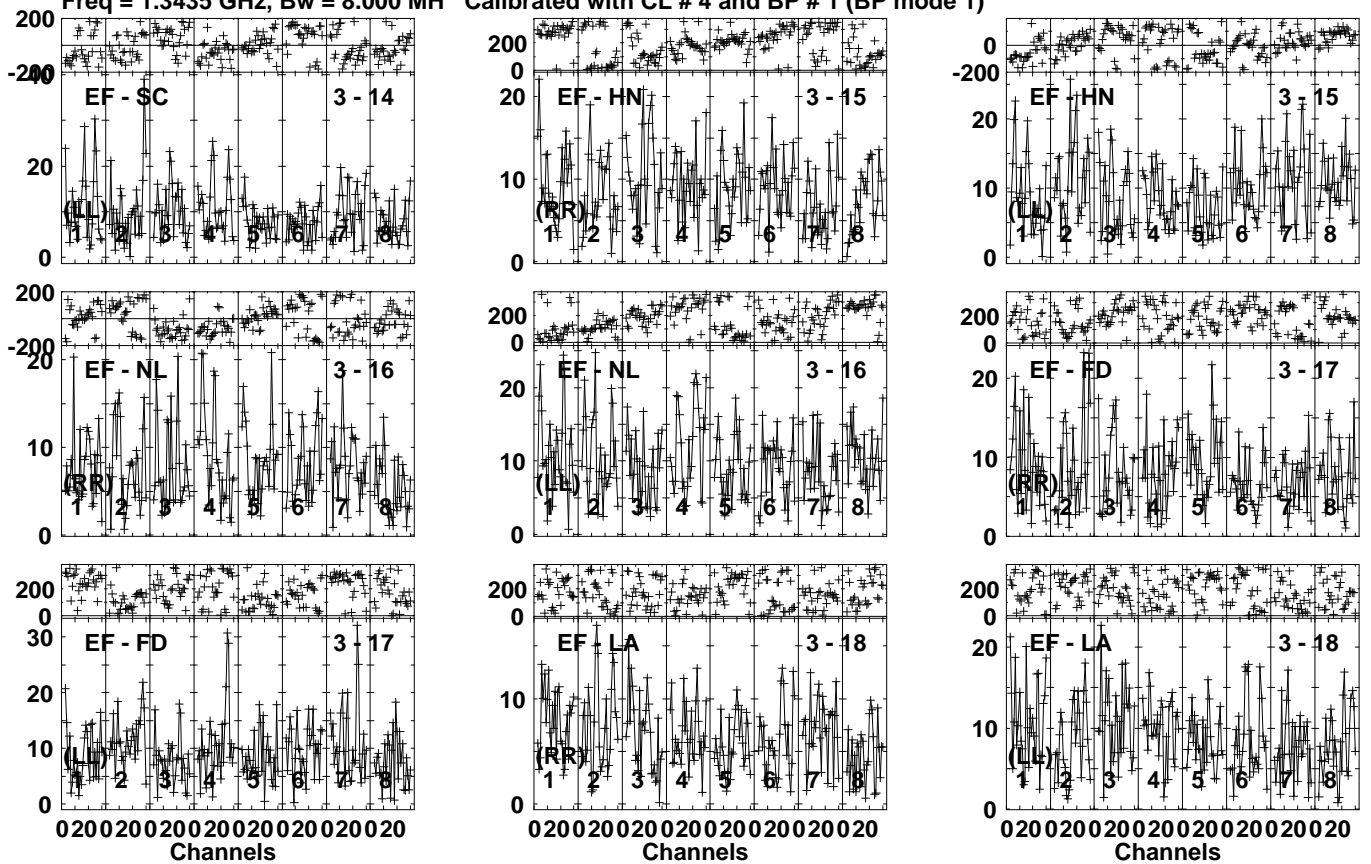 Freq = 1.3435 GHz, Bw = 8.000 MH Calibrated with CL # 4 and BP # 1 (BP mode 1)
200
-200
40
EF - SC 3 - 14
20
(LL)
1 2 3 4 5 6 7 8
0
200
0
20
EF - HN 3 - 15
10
(RR)
1 2 3 4 5 6 7 8
0
0
-200
20
EF - HN 3 - 15
10
(LL)
1 2 3 4 5 6 7 8
0
200
-200
20
EF - NL 3 - 16
10
(RR)
1 2 3 4 5 6 7 8
0
200
0
20
EF - NL 3 - 16
10
(LL)
1 2 3 4 5 6 7 8
0
200
0
20
EF - FD 3 - 17
10
(RR)
1 2 3 4 5 6 7 8
0
200
0
30
EF - FD 3 - 17
20
10
(LL)
1 2 3 4 5 6 7 8
0
0 20 0 20 0 20 0 20 0 20 0 20 0 20 0 20
Channels
200
0
EF - LA 3 - 18
10
(RR)
1 2 3 4 5 6 7 8
0
0 20 0 20 0 20 0 20 0 20 0 20 0 20 0 20
Channels
200
0
20
EF - LA 3 - 18
10
(LL)
1 2 3 4 5 6 7 8
0
0 20 0 20 0 20 0 20 0 20 0 20 0 20 0 20
Channels